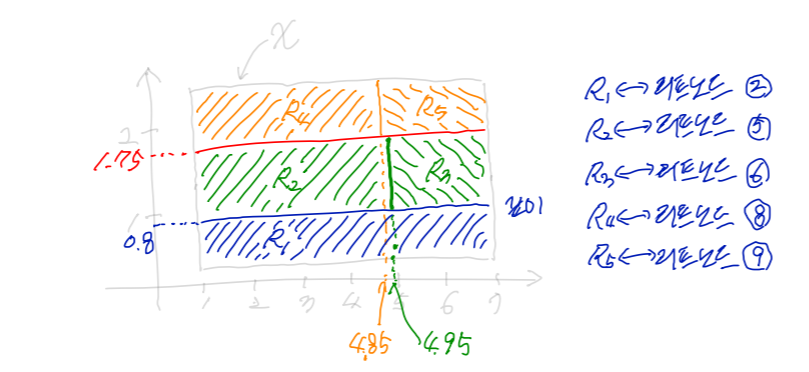 X
R₄ R₅
2
1.75
R₂ R₃
1
0.8
R₁
1 2 3 4 5 6 7
4.85 4.95
R₁ ↔ 리프노드 ②
R₂ ↔ 리프노드 ⑤
R₃ ↔ 리프노드 ⑥
R₄ ↔ 리프노드 ⑧
R₅ ↔ 리프노드 ⑨